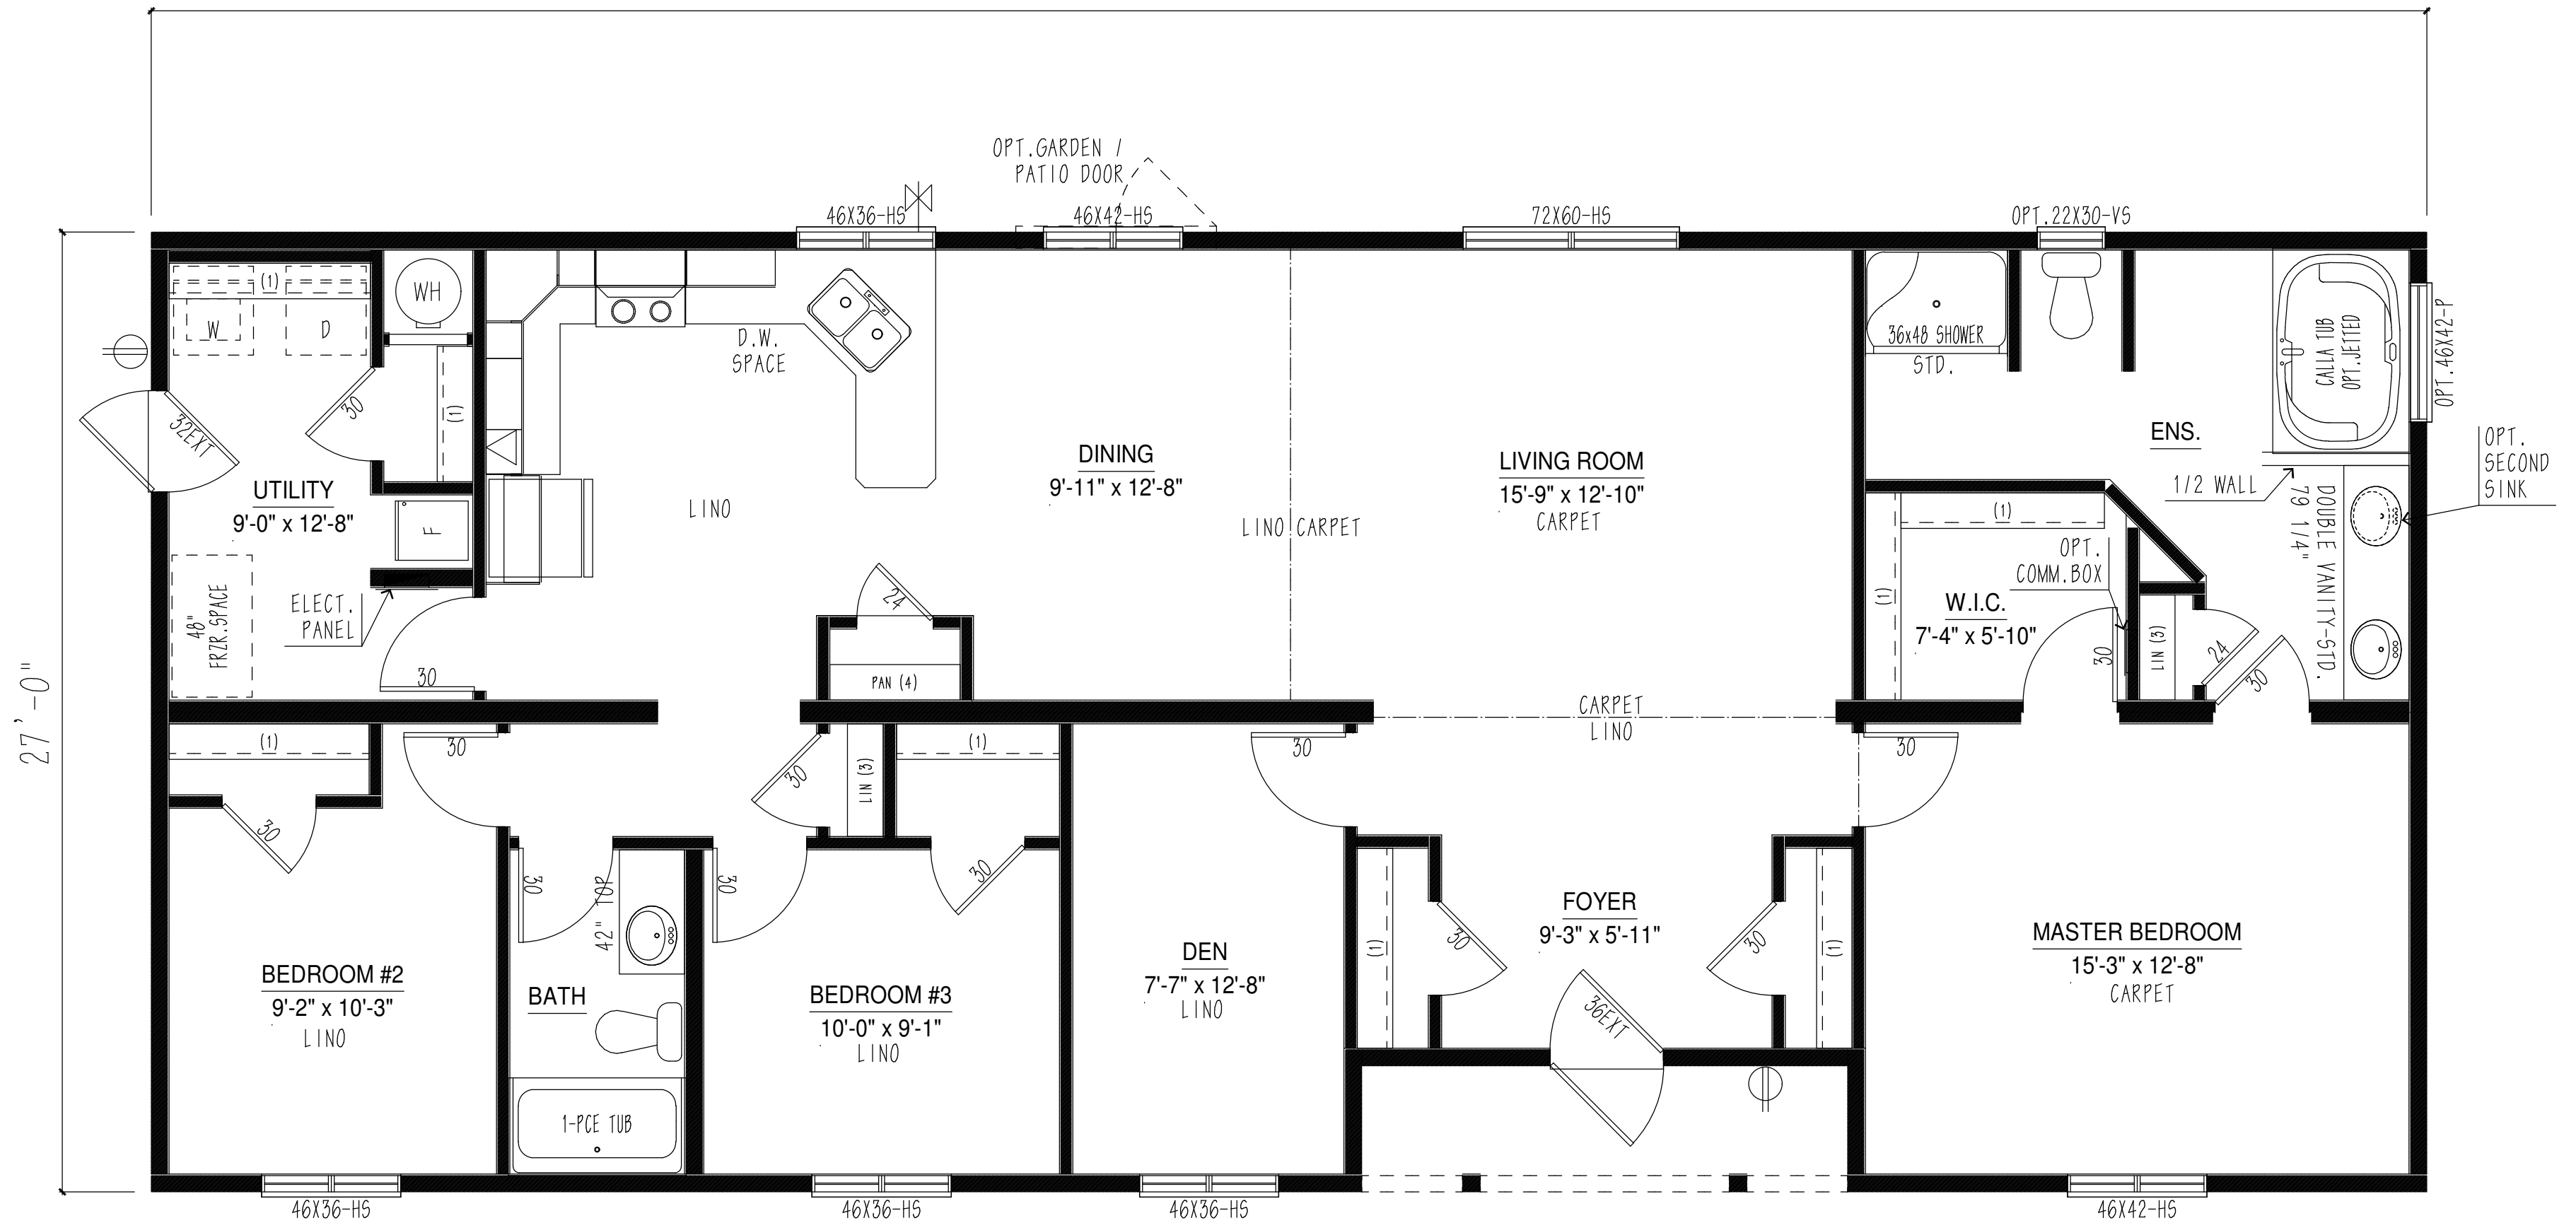 OPT.GARDEN /
PATIO DOOR
46X36-HS
46X42-HS
72X60-HS
OPT.22X30-VS
(1)
W
D
WH
D.W.
SPACE
36x48 SHOWER
STD.
CALLA TUB
OPT.JETTED
OPT.46X42-P
30
(1)
32EXT
UTILITY
9'-0" x 12'-8"
F
LINO
DINING
9'-11" x 12'-8"
LINO
CARPET
LIVING ROOM
15'-9" x 12'-10"
CARPET
ENS.
1/2 WALL
OPT.
SECOND
SINK
DOUBLE VANITY-STD.
79 1/4"
(1)
(1)
OPT.
COMM.BOX
W.I.C.
7'-4" x 5'-10"
30
LIN (3)
24
30
48"
FRZR.SPACE
ELECT.
PANEL
30
24
PAN (4)
27'-0"
CARPET
LINO
(1)
30
30
30
LIN (3)
(1)
30
30
30
30
42" TOP
30
30
BEDROOM #2
9'-2" x 10'-3"
LINO
BATH
1-PCE TUB
BEDROOM #3
10'-0" x 9'-1"
LINO
DEN
7'-7" x 12'-8"
LINO
(1)
30
FOYER
9'-3" x 5'-11"
30
(1)
36EXT
MASTER BEDROOM
15'-3" x 12'-8"
CARPET
46X36-HS
46X36-HS
46X36-HS
46X42-HS